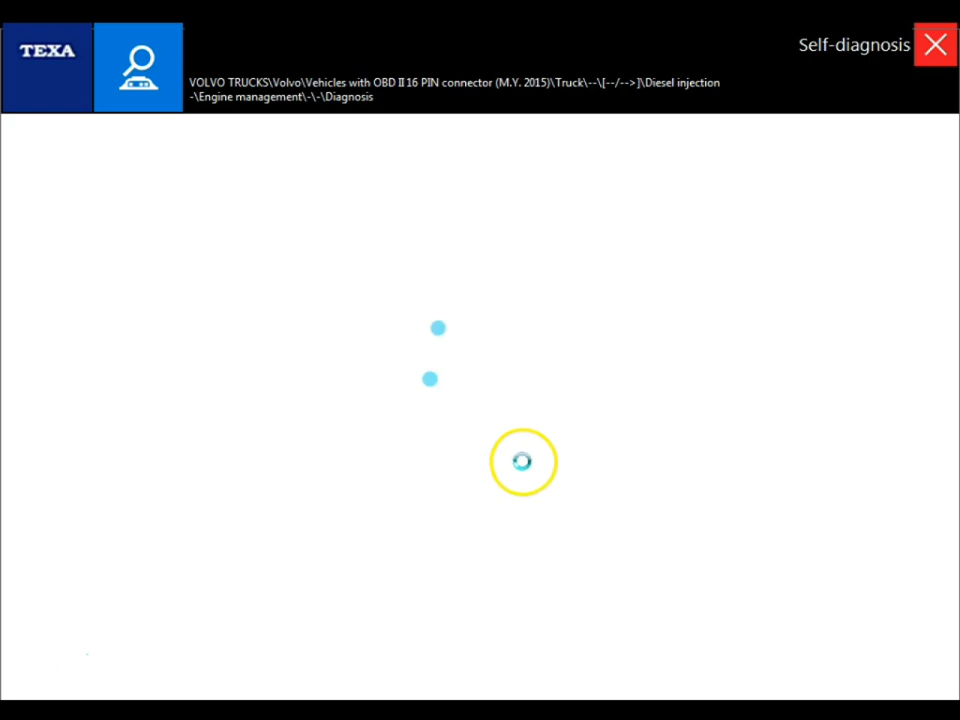 TEXA
Self-diagnosis
VOLVO TRUCKS\Volvo\Vehicles with OBD II 16 PIN connector (M.Y. 2015)\Truck\--\[--/-->]\Diesel injection
-\Engine management\-\-\Diagnosis